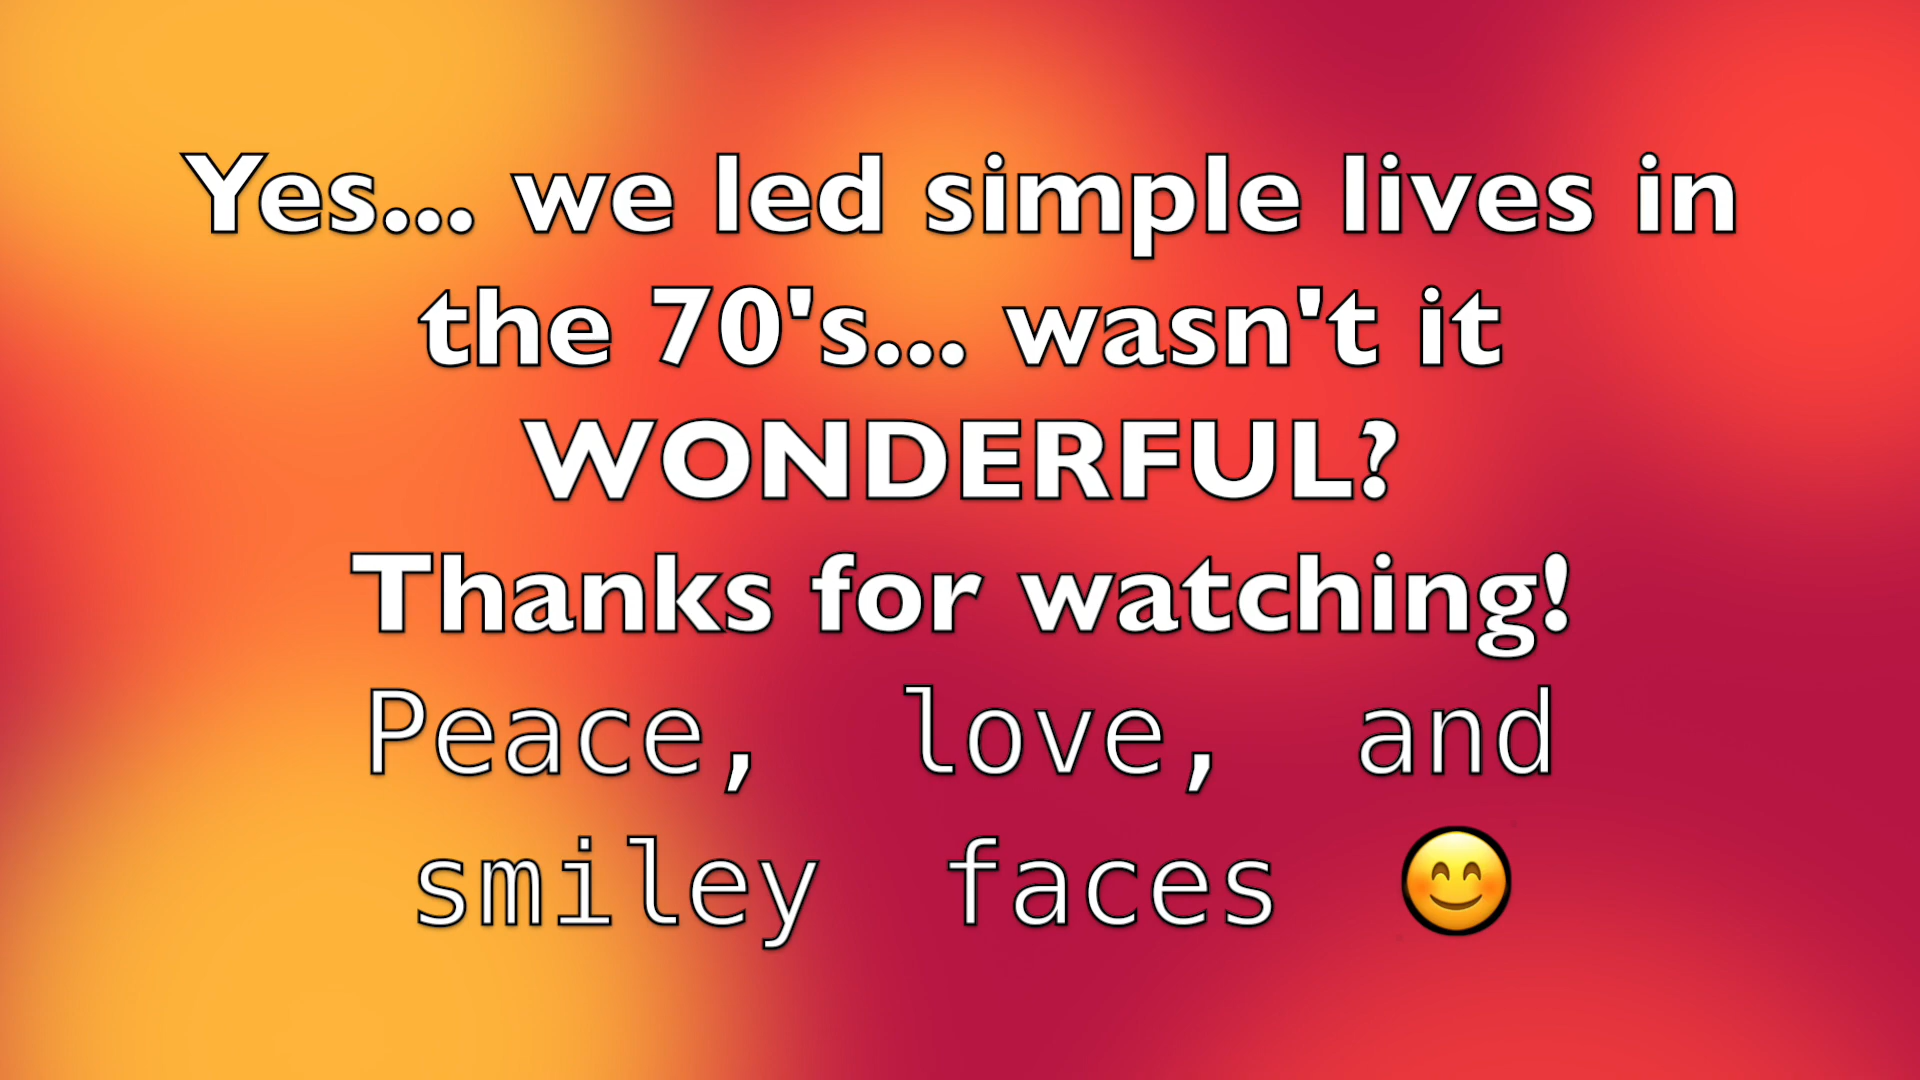 Yes... we led simple lives in
the 70's... wasn't it
WONDERFUL?
Thanks for watching!
Peace, love, and
smiley faces 😊